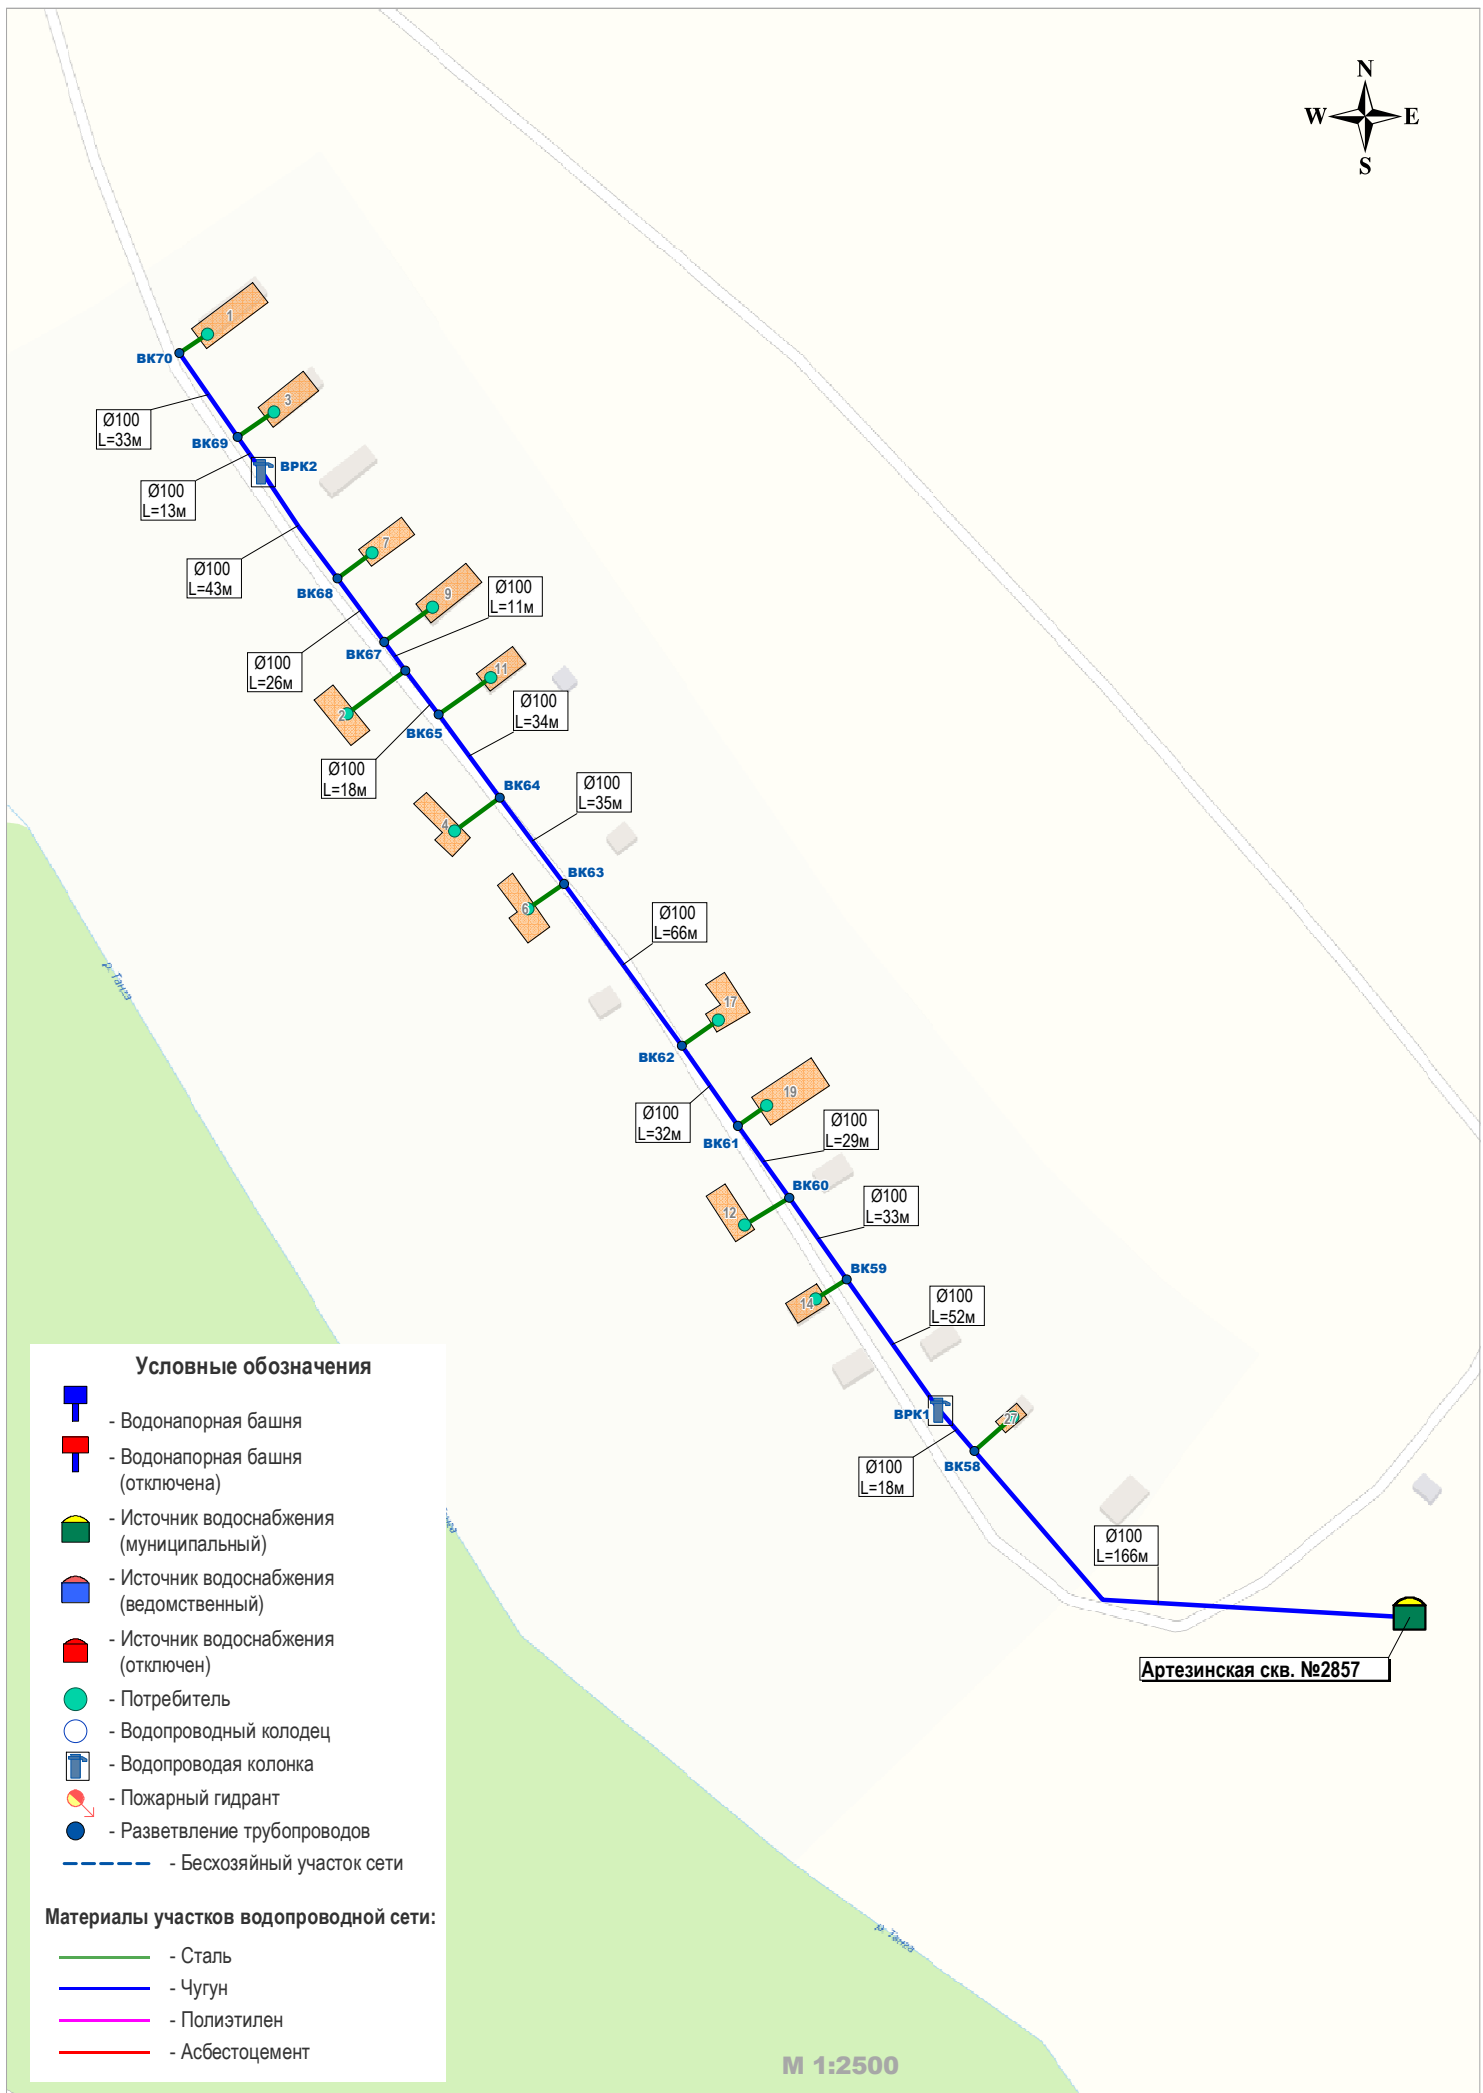 N
W
E
S
1
ВК70
3
Ø100
L=33м
ВК69
ВРК2
Ø100
L=13м
7
Ø100
L=43м
ВК68
9
Ø100
L=11м
ВК67
Ø100
L=26м
11
2
Ø100
L=34м
ВК65
Ø100
L=18м
ВК64
Ø100
L=35м
4
ВК63
6
Ø100
L=66м
р. Танга
17
ВК62
19
Ø100
L=32м
Ø100
L=29м
ВК61
ВК60
Ø100
L=33м
12
ВК59
14
Ø100
L=52м
ВРК1
27
ВК58
Ø100
L=18м
Ø100
L=166м
Артезинская скв. №2857
Условные обозначения
- Водонапорная башня
- Водонапорная башня
(отключена)
- Источник водоснабжения
(муниципальный)
- Источник водоснабжения
(ведомственный)
- Источник водоснабжения
(отключен)
- Потребитель
- Водопроводный колодец
- Водопроводая колонка
- Пожарный гидрант
- Разветвление трубопроводов
- Бесхозяйный участок сети
Материалы участков водопроводной сети:
- Сталь
- Чугун
- Полиэтилен
- Асбестоцемент
р. Танга
М 1:2500